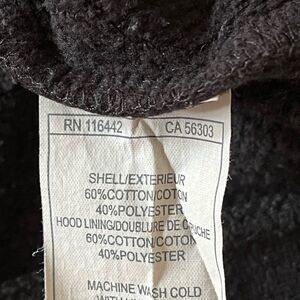 RN 116442 CA 56303
SHELL/EXTERIEUR
60%COTTON/COTON
40%POLYESTER
HOOD LINING/DOUBLURE DE CAPUCHE
60%COTTON/COTON
40%POLYESTER
MACHINE WASH COLD